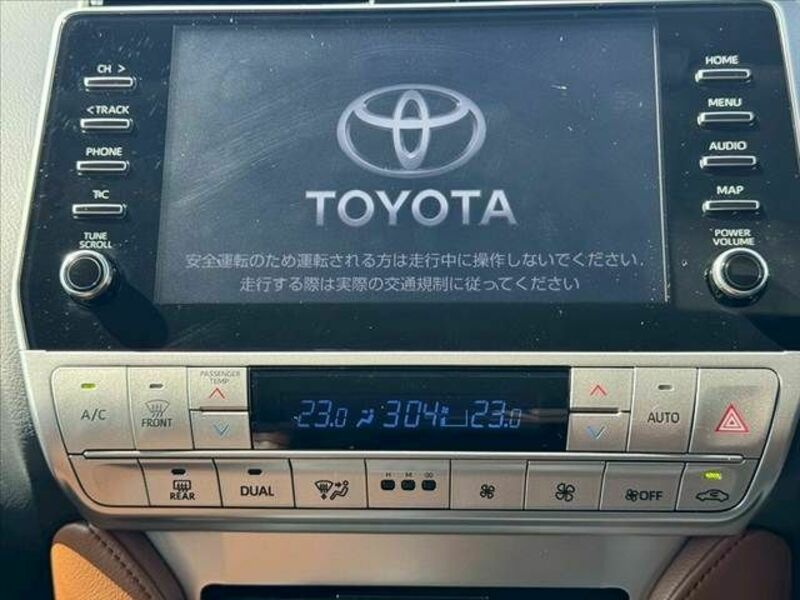 CH >
<TRACK
PHONE
T&C
TUNE
SCROLL
TOYOTA
安全運転のため運転される方は走行中に操作しないでください.
走行する際は実際の交通規制に従ってください
HOME
MENU
AUDIO
MAP
POWER
VOLUME
A/C
FRONT
PASSENGER
TEMP
23.0
304
23.0
AUTO
REAR
DUAL
H M
OFF